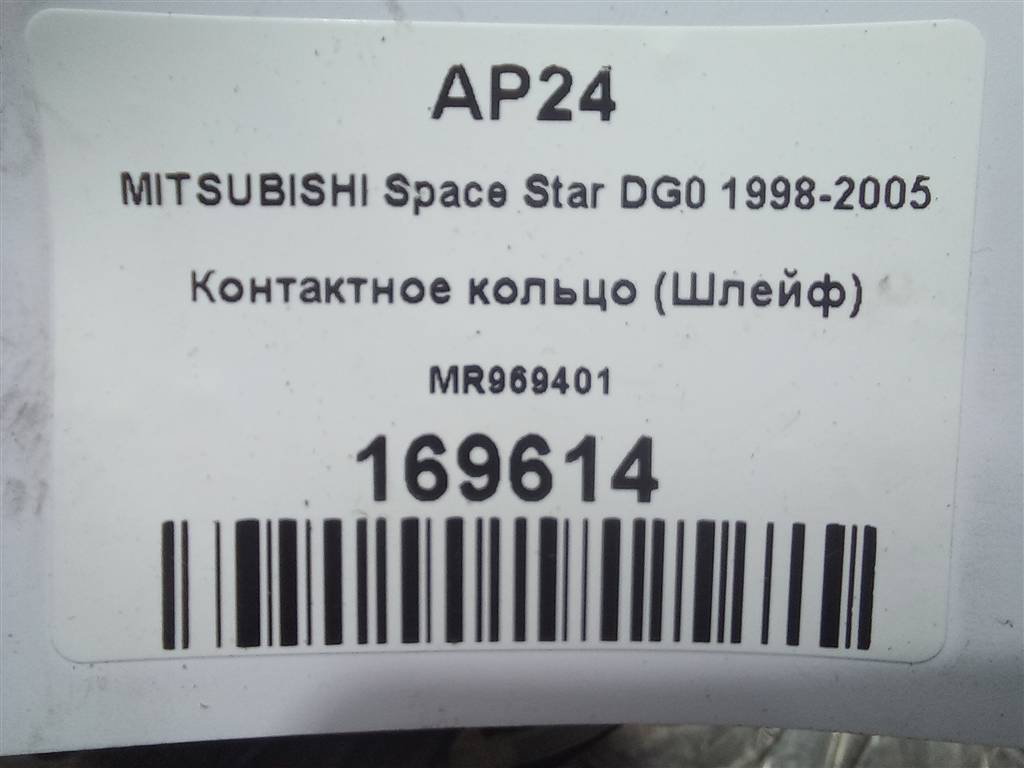 AP24
MITSUBISHI Space Star DG0 1998-2005
Контактное кольцо (Шлейф)
MR969401
169614